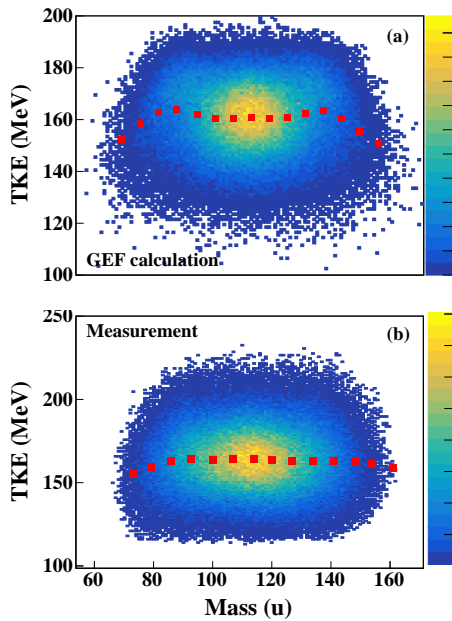 200
(a)
180
160
TKE (MeV)
140
120
GEF calculation
100
250
Measurement
(b)
200
TKE (MeV)
150
100
60 80 100 120 140 160
Mass (u)